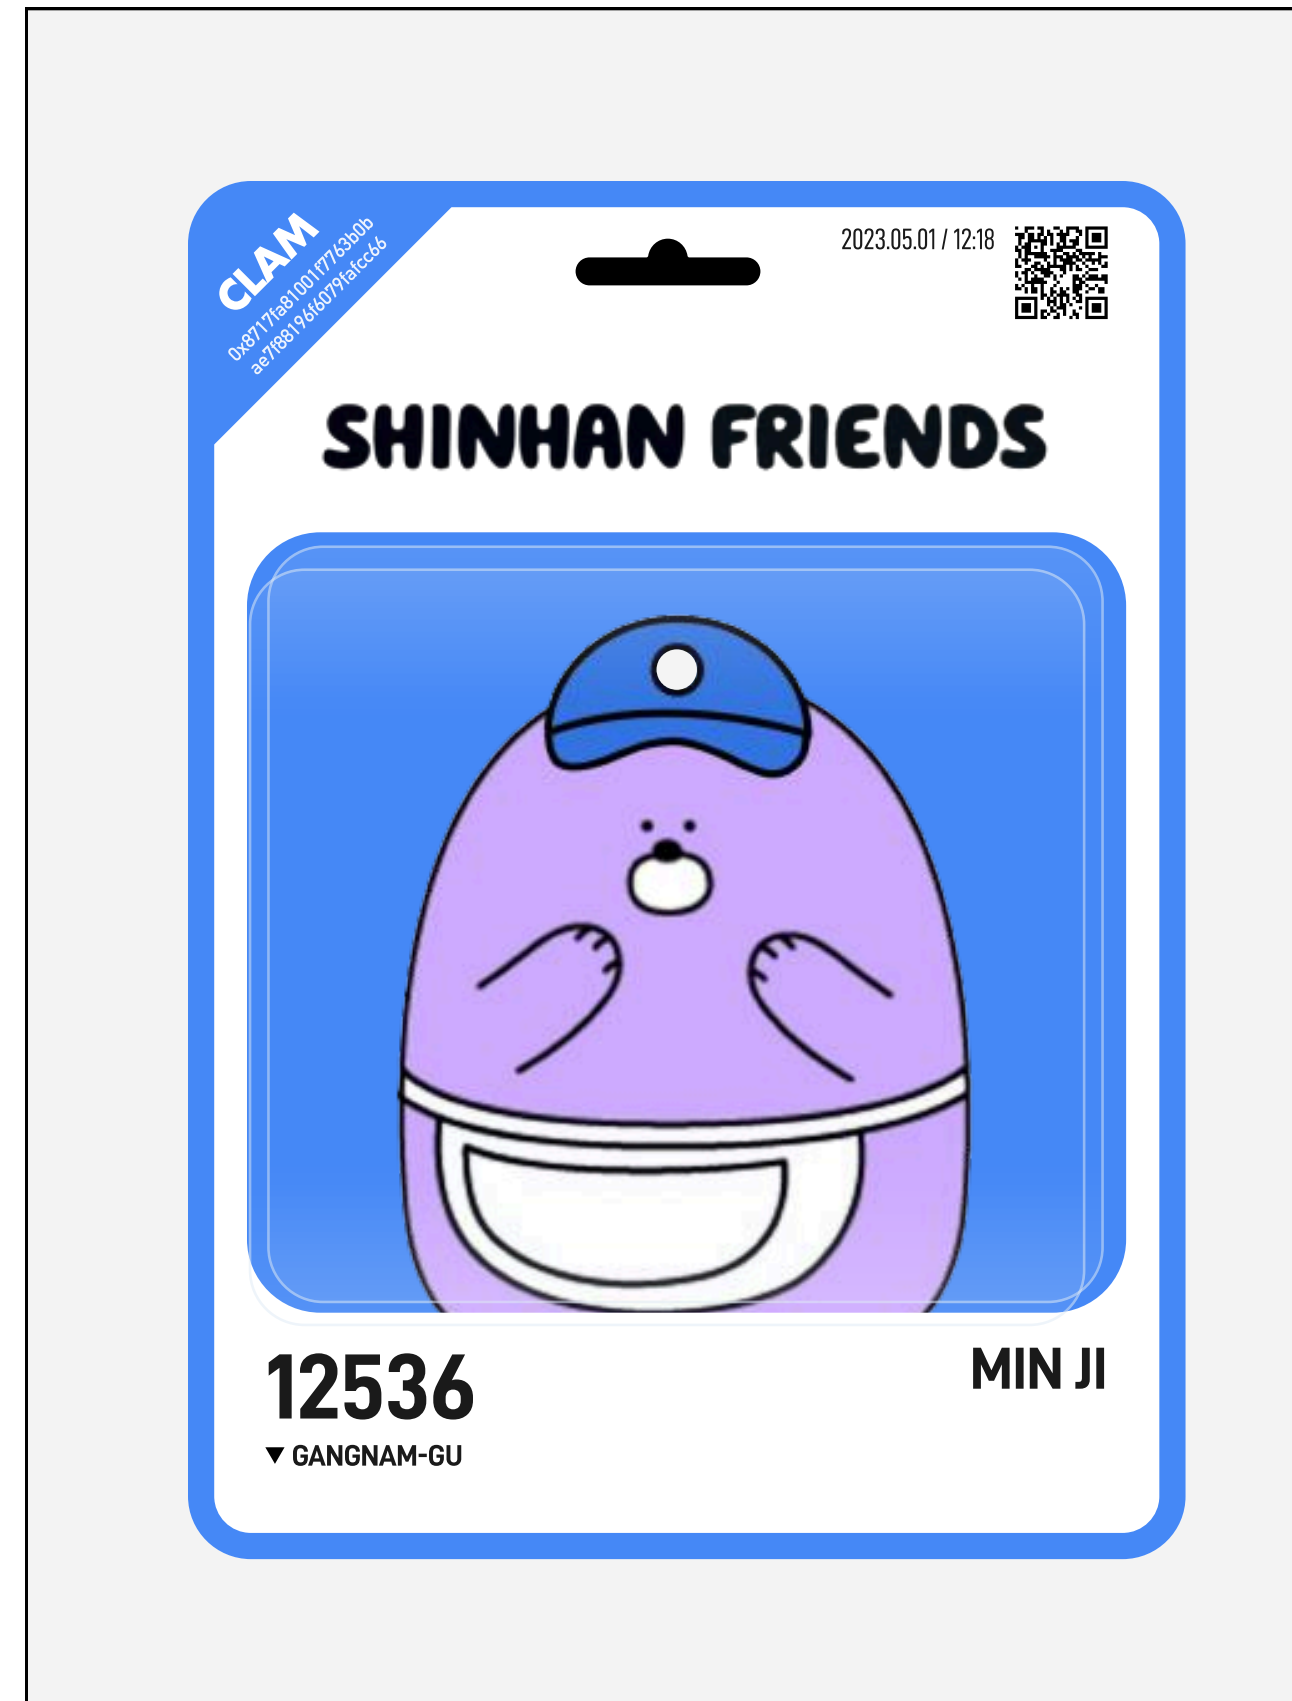 CLAM
0x8717fa81001f7763b0b
ae7f88196f6079fafcc66
2023.05.01 / 12:18
SHINHAN FRIENDS
12536
MIN JI
▼ GANGNAM-GU